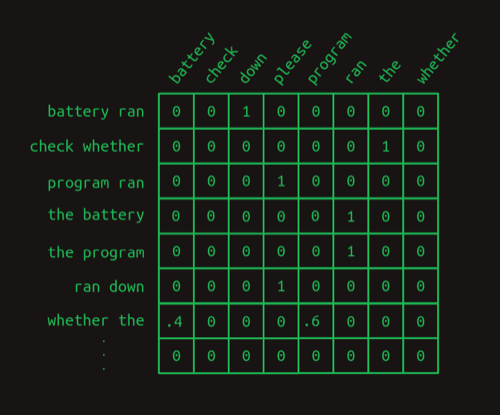 battery check down please program ran the whether
battery ran 0 0 1 0 0 0 0 0
check whether 0 0 0 0 0 0 1 0
program ran 0 0 0 1 0 0 0 0
the battery 0 0 0 0 0 1 0 0
the program 0 0 0 0 0 1 0 0
ran down 0 0 0 1 0 0 0 0
whether the .4 0 0 0 .6 0 0 0
. . . 0 0 0 0 0 0 0 0